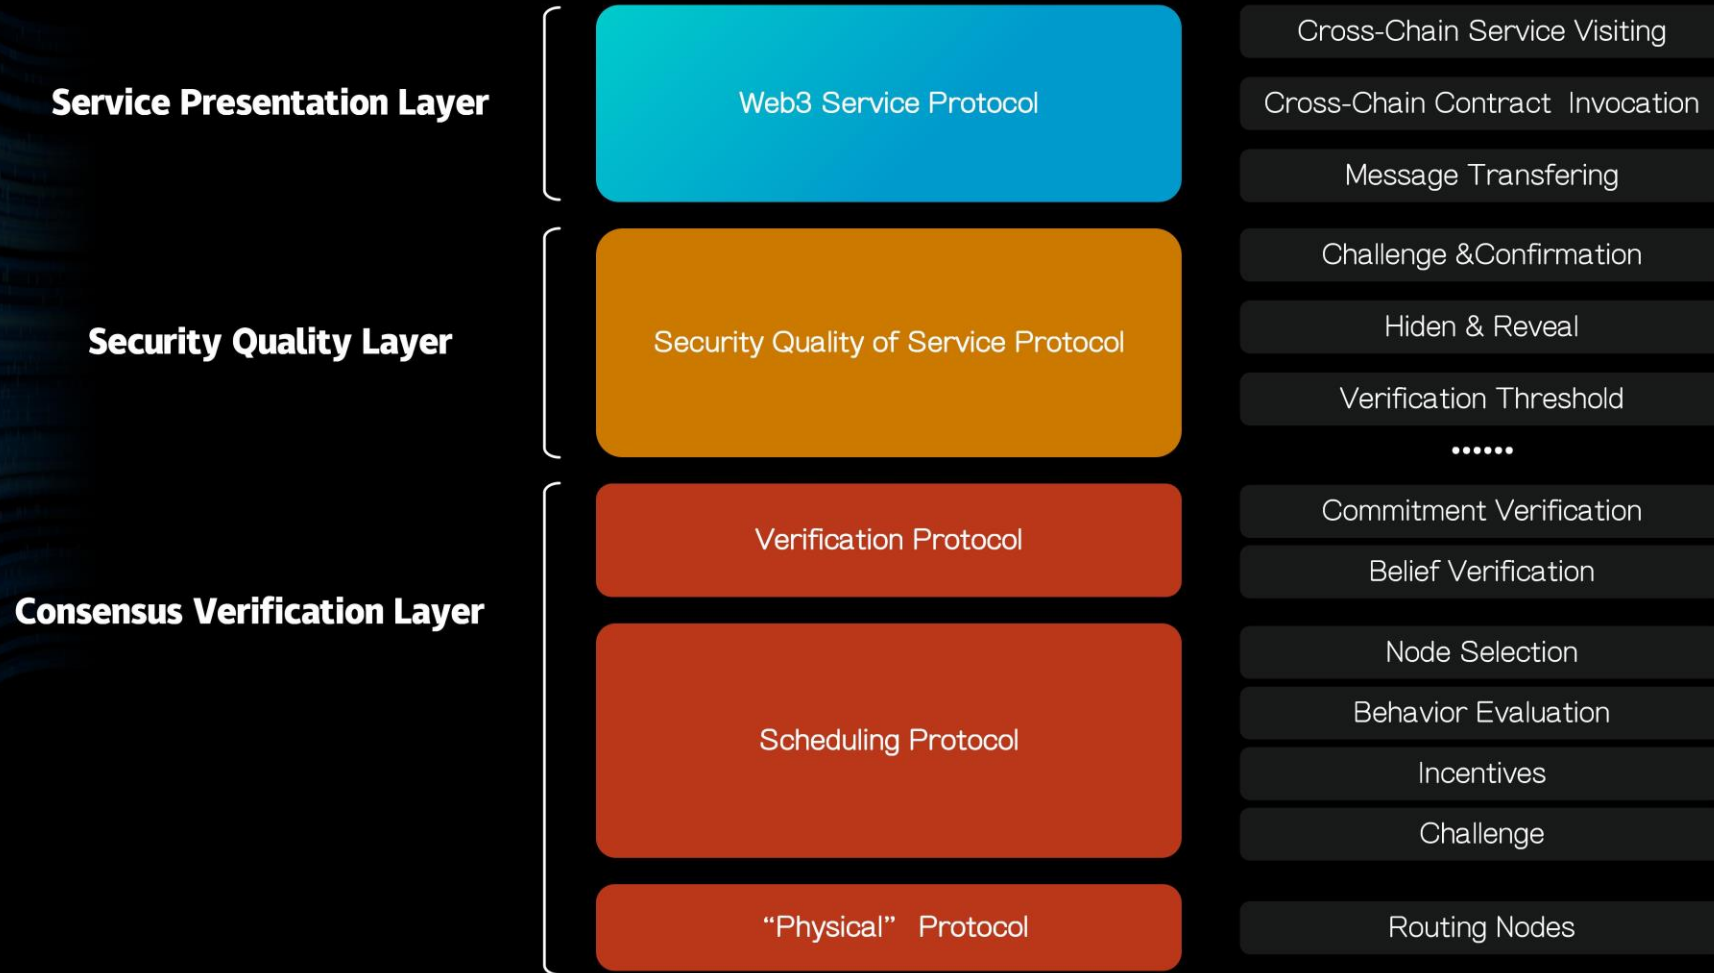 Service Presentation Layer
Web3 Service Protocol
Cross-Chain Service Visiting
Cross-Chain Contract Invocation
Message Transfering
Security Quality Layer
Security Quality of Service Protocol
Challenge &Confirmation
Hiden & Reveal
Verification Threshold
......
Consensus Verification Layer
Verification Protocol
Commitment Verification
Belief Verification
Scheduling Protocol
Node Selection
Behavior Evaluation
Incentives
Challenge
“Physical” Protocol
Routing Nodes